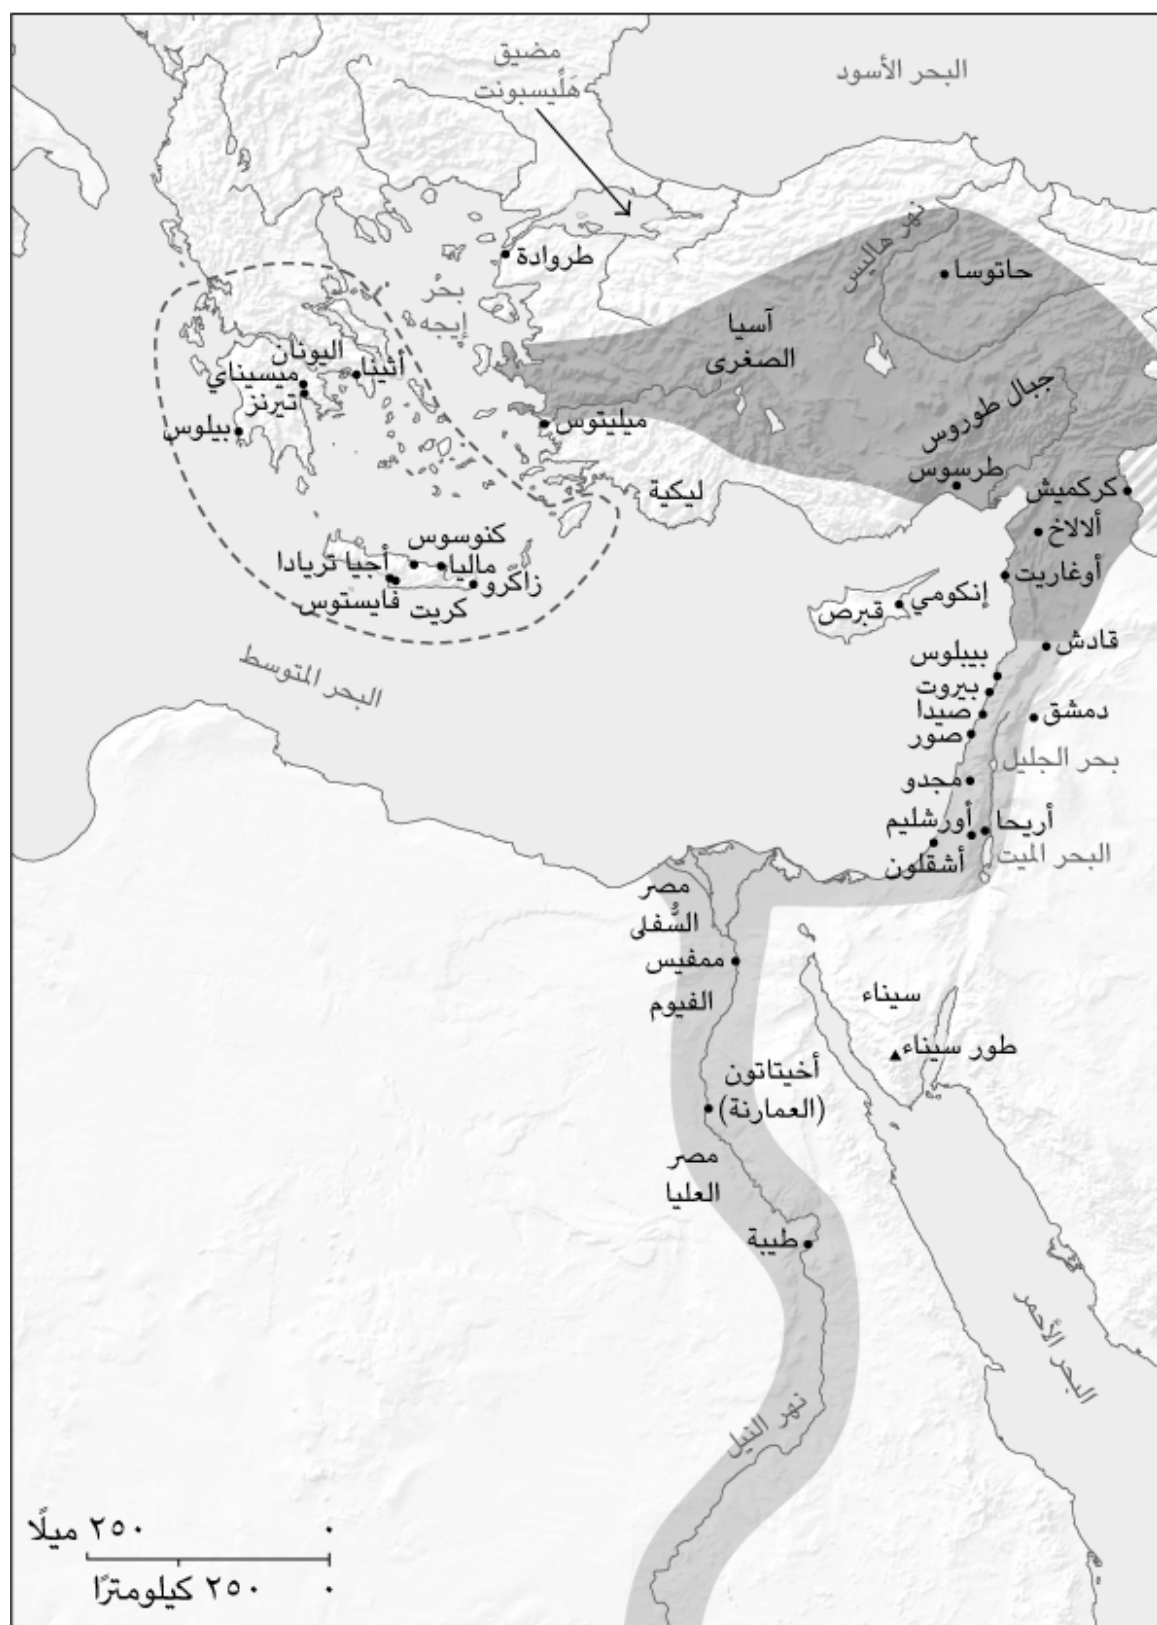 مضيق
هَلِّيسبونت
البحر الأسود
نهر هاليس
طروادة
حاتوسا
بحر
إيجه
آسيا
الصغرى
اليونان
أثينا
ميسيناي
تيرنز
بيلوس
جبال طوروس
ميليتوس
طرسوس
ليكية
كركميش
ألالاخ
أوغاريت
كنوسوس
ماليا
أجيا تريادا
زاكرو
فايستوس
كريت
إنكومي
قبرص
قادش
بيبلوس
بيروت
صيدا
صور
دمشق
البحر المتوسط
بحر الجليل
مجدو
أورشليم
أريحا
أشقلون
البحر الميت
مصر
السُّفلى
ممفيس
الفيوم
سيناء
طور سيناء
أخيتاتون
(العمارنة)
مصر
العليا
طيبة
البحر الأحمر
نهر النيل
٠ ٢٥٠ ميلًا
٠ ٢٥٠ كيلومترًا